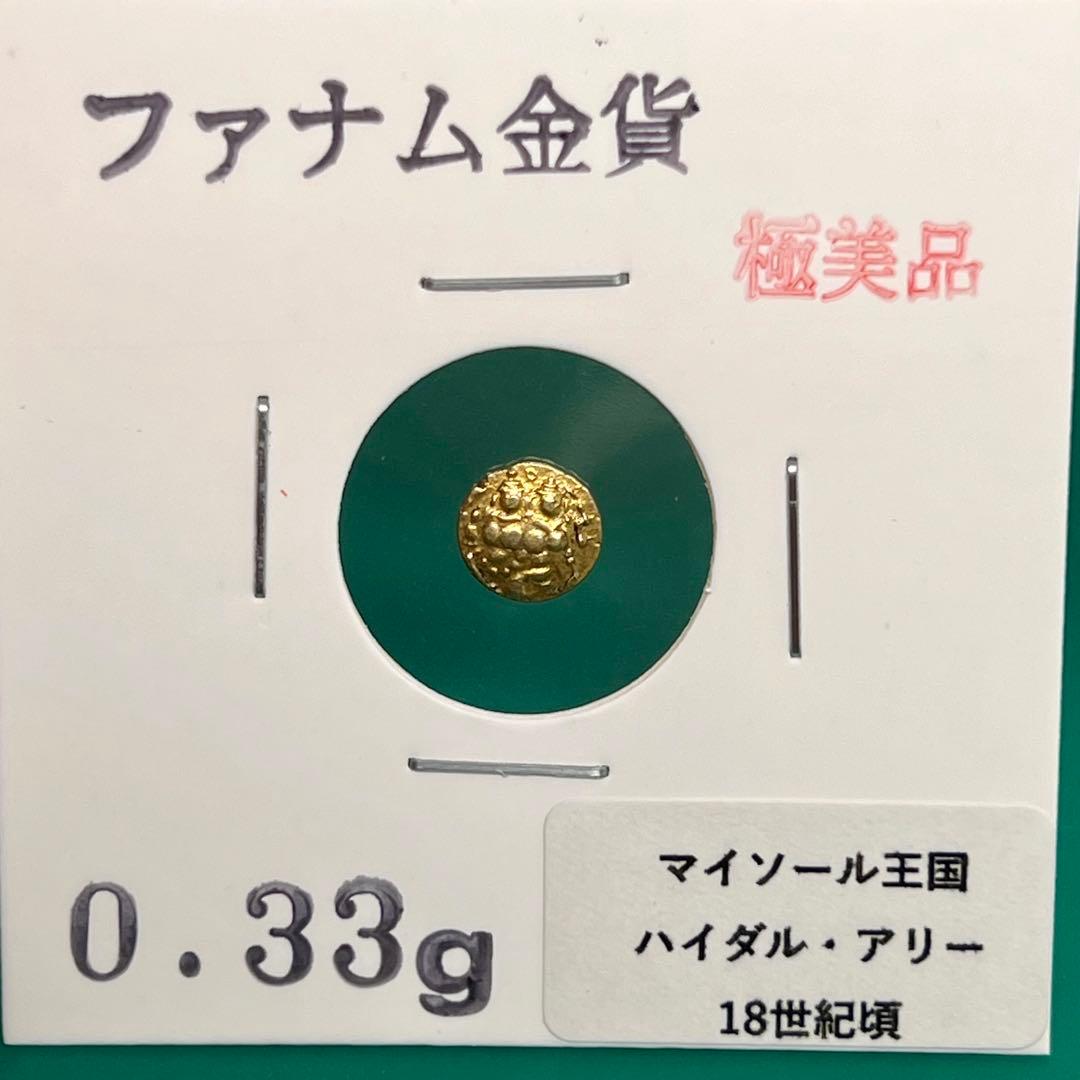 ファナム金貨
極美品
0.33g
マイソール王国
ハイダル・アリー
18世紀頃